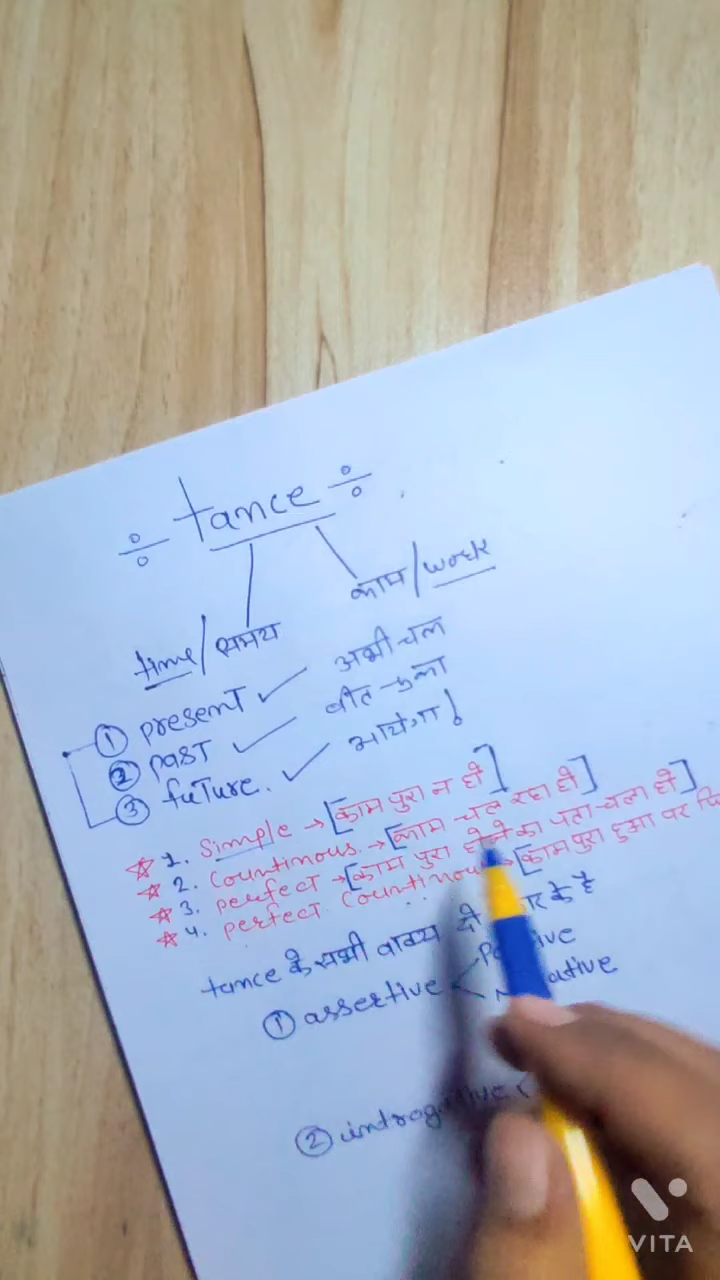 ÷ tance ÷
time/समय काम/work
① present ✓ अभी चल
② past ✓ बीत चुका
③ future. ✓ आयेगा!
☆ 1. Simple → [काम पुरा न हो]
☆ 2. Countinous. → [काम चल रहा हो]
☆ 3. perfect → [काम पुरा होने का पता चला हो]
☆ 4. perfect Countinous → [काम पुरा हुआ पर
tance के सभी वाक्य दो के है
① assertive
② 
VITA